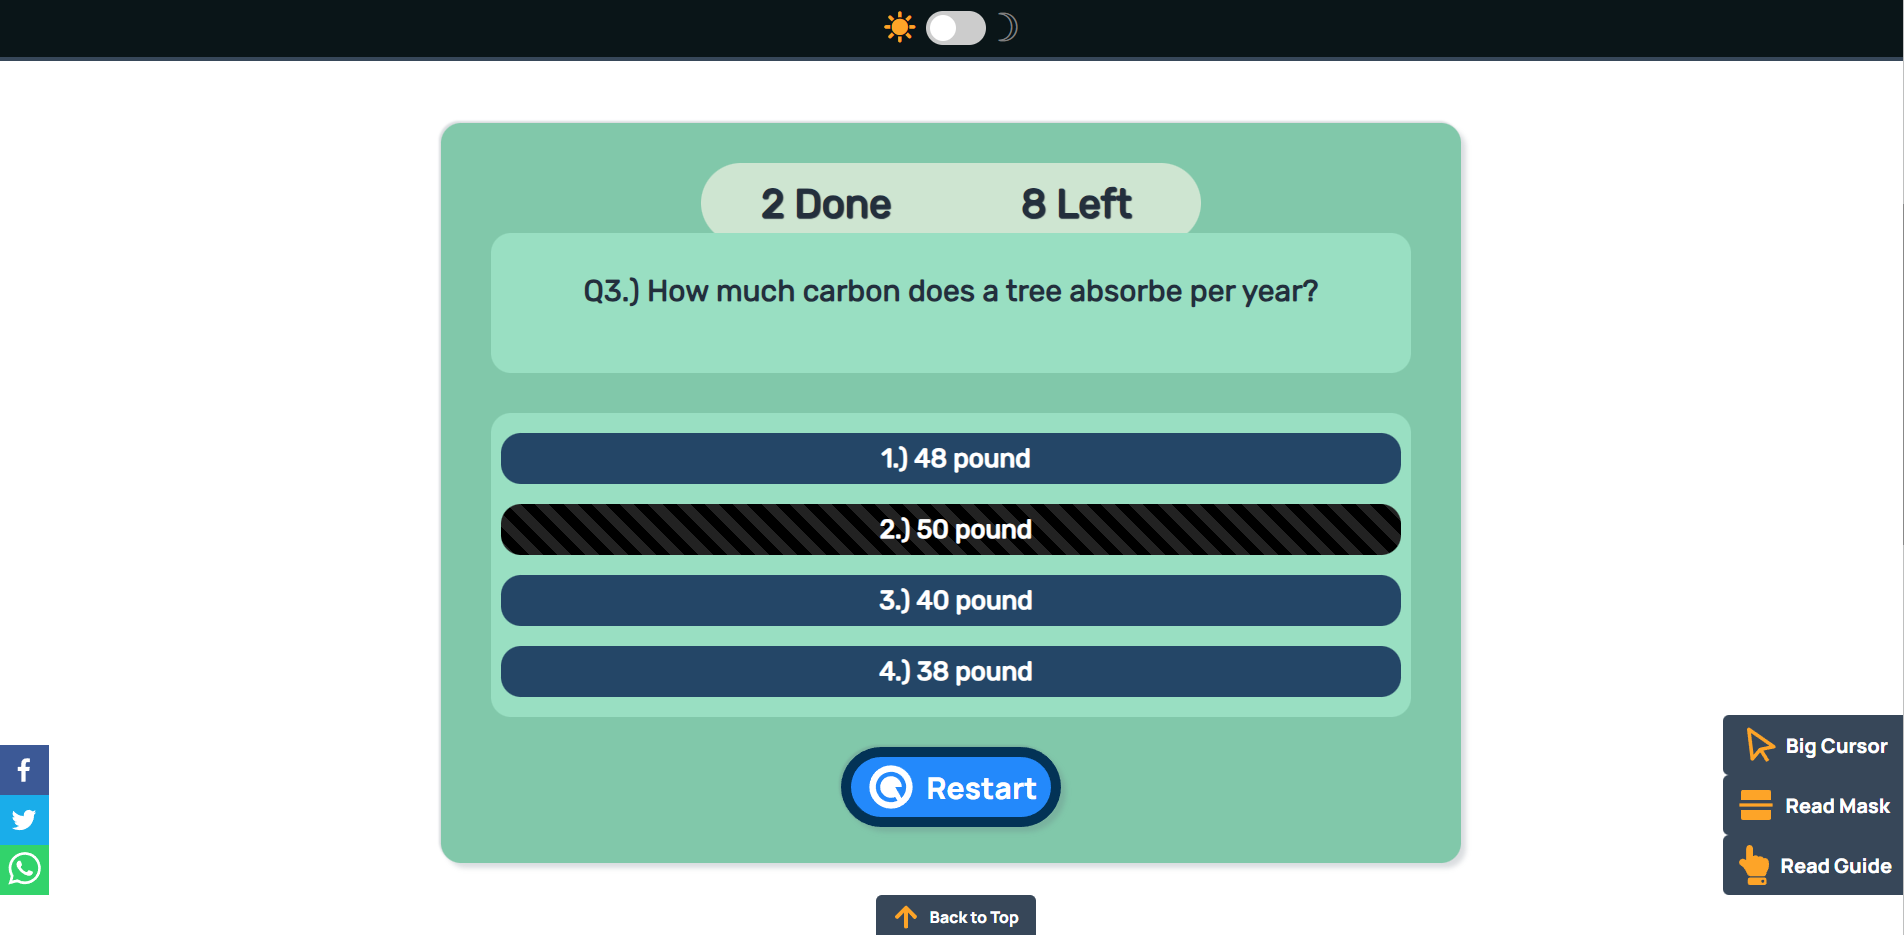 2 Done 8 Left
Q3.) How much carbon does a tree absorbe per year?
1.) 48 pound
2.) 50 pound
3.) 40 pound
4.) 38 pound
Restart
Big Cursor
Read Mask
Read Guide
Back to Top